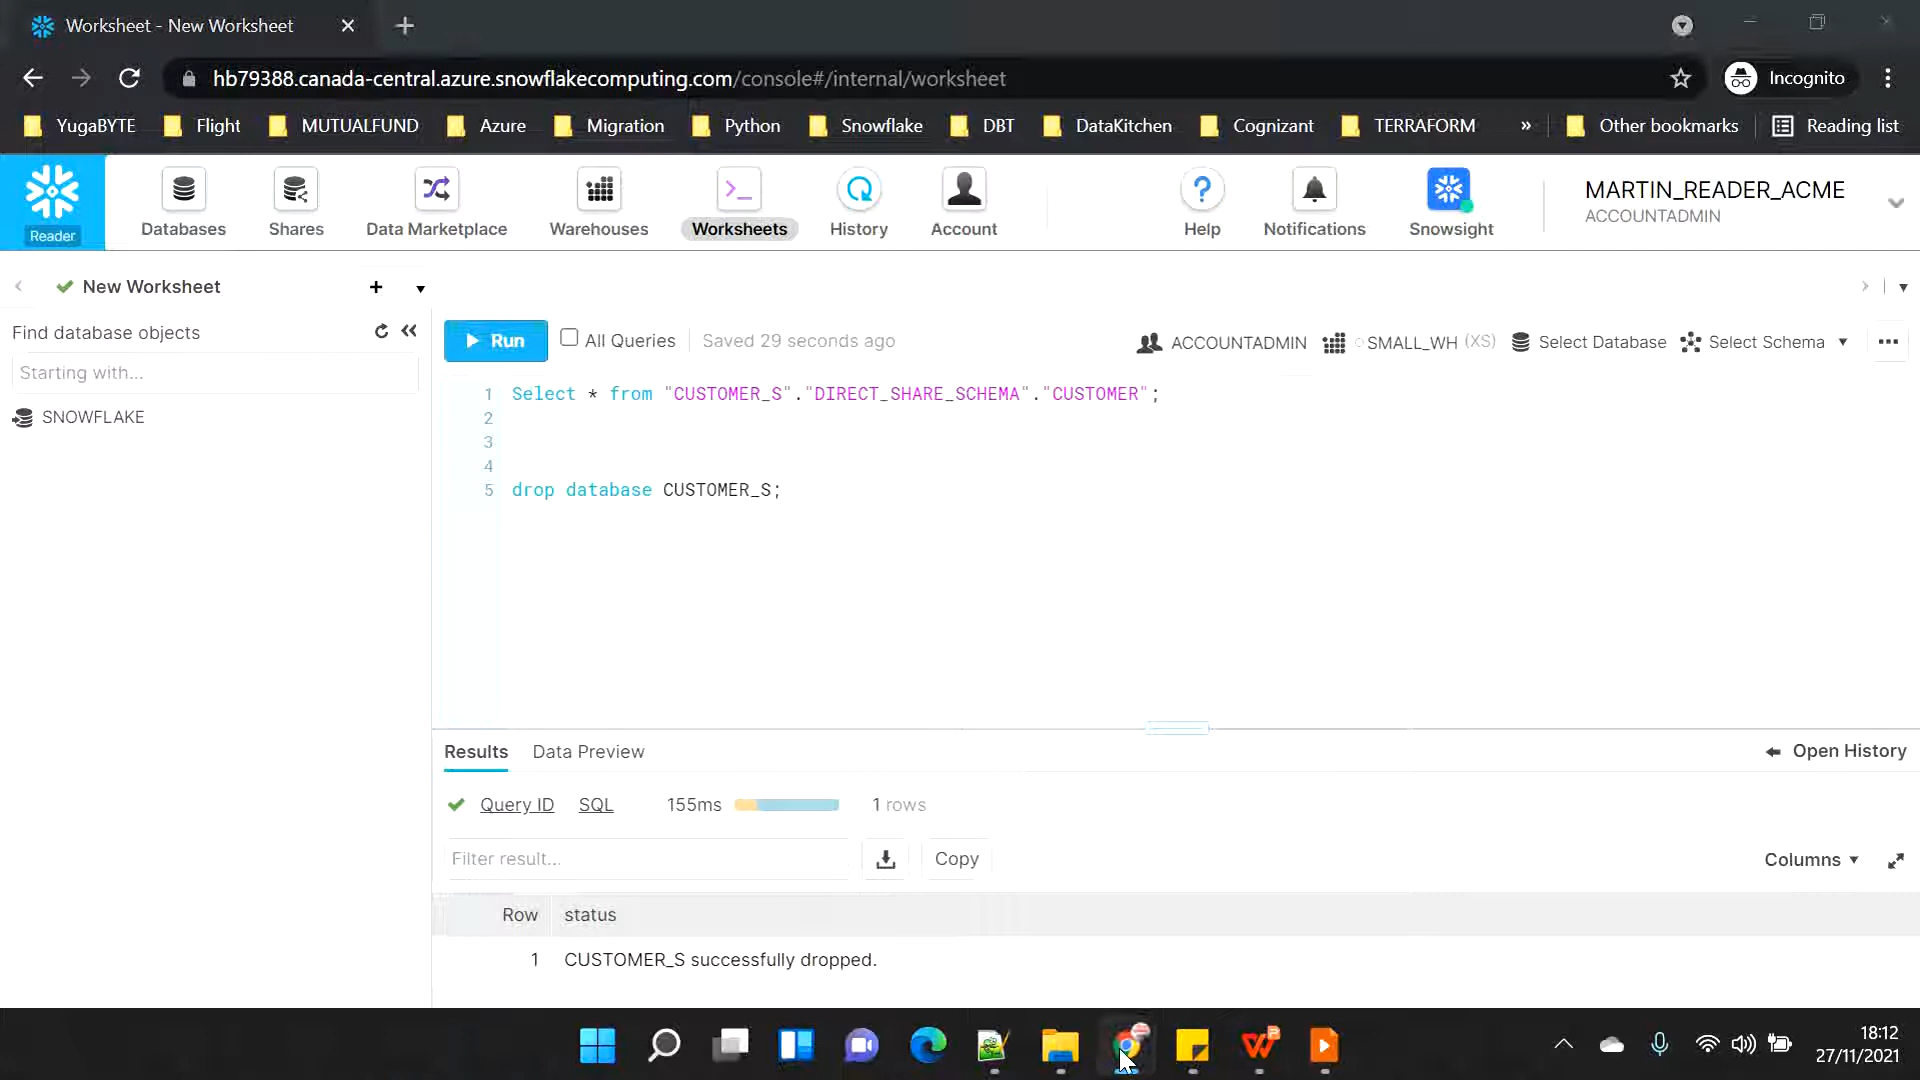 Worksheet - New Worksheet
hb79388.canada-central.azure.snowflakecomputing.com/console#/internal/worksheet
Incognito
YugaBYTE
Flight
MUTUALFUND
Azure
Migration
Python
Snowflake
DBT
DataKitchen
Cognizant
TERRAFORM
»
Other bookmarks
Reading list
Reader
Databases
Shares
Data Marketplace
Warehouses
Worksheets
History
Account
Help
Notifications
Snowsight
MARTIN_READER_ACME
ACCOUNTADMIN
New Worksheet
Find database objects
Starting with...
SNOWFLAKE
Run
All Queries
Saved 29 seconds ago
ACCOUNTADMIN
SMALL_WH (XS)
Select Database
Select Schema
1 Select * from "CUSTOMER_S"."DIRECT_SHARE_SCHEMA"."CUSTOMER";
2
3
4
5 drop database CUSTOMER_S;
Results
Data Preview
Open History
Query ID
SQL
155ms
1 rows
Filter result...
Copy
Columns
Row status
1 CUSTOMER_S successfully dropped.
18:12
27/11/2021